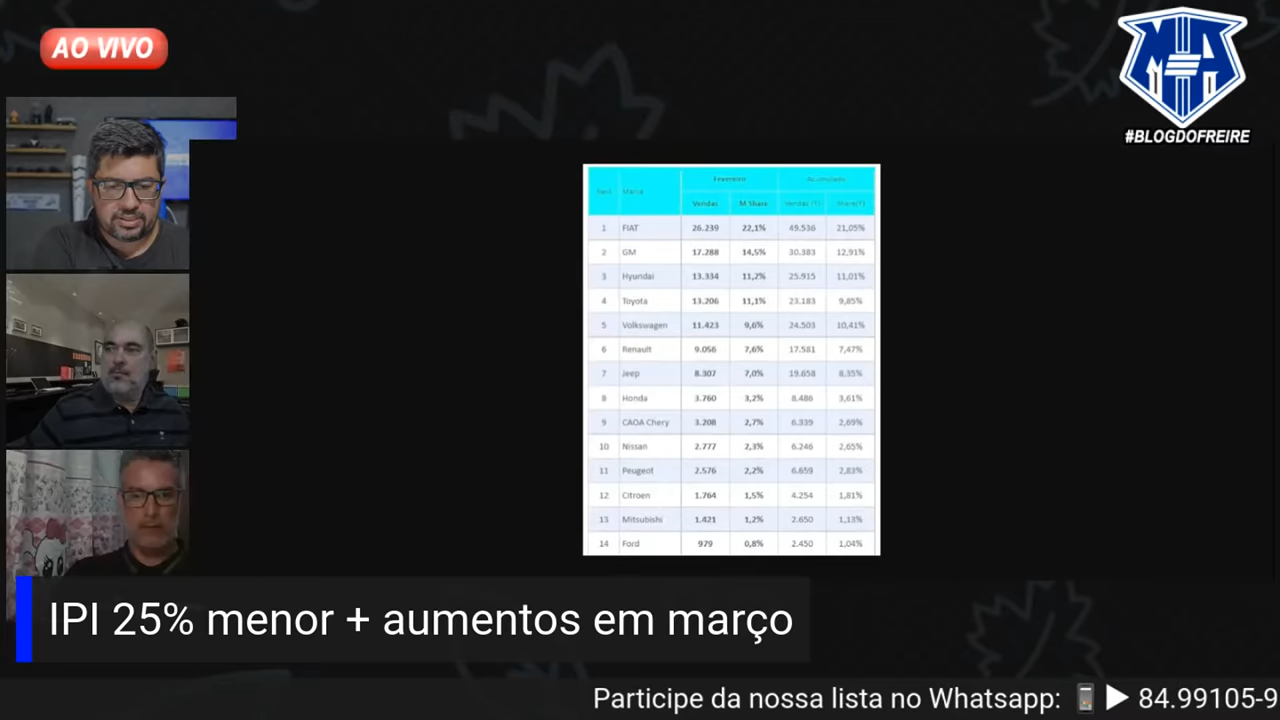 AO VIVO
MA
#BLOGDOFREIRE
Rank Marca Fevereiro Acumulado
Vendas M.Share Vendas (Y) Share(Y)
1 FIAT 26.239 22,1% 49.536 21,05%
2 GM 17.288 14,5% 30.383 12,91%
3 Hyundai 13.334 11,2% 25.915 11,01%
4 Toyota 13.206 11,1% 23.183 9,85%
5 Volkswagen 11.423 9,6% 24.503 10,41%
6 Renault 9.056 7,6% 17.581 7,47%
7 Jeep 8.307 7,0% 19.658 8,35%
8 Honda 3.760 3,2% 8.486 3,61%
9 CAOA Chery 3.208 2,7% 6.339 2,69%
10 Nissan 2.777 2,3% 6.246 2,65%
11 Peugeot 2.576 2,2% 6.659 2,83%
12 Citroen 1.764 1,5% 4.254 1,81%
13 Mitsubishi 1.421 1,2% 2.650 1,13%
14 Ford 979 0,8% 2.450 1,04%
IPI 25% menor + aumentos em março
Participe da nossa lista no Whatsapp: 84.99105-9